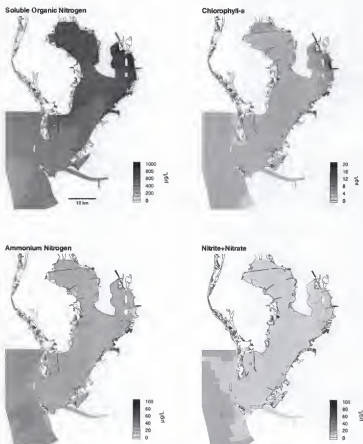 Soluble Organic Nitrogen
1000
800
600
400
200
0
µg/L
10 km
Chlorophyll-a
20
16
12
8
4
0
µg/L
Ammonium Nitrogen
100
80
60
40
20
0
µg/L
Nitrite+Nitrate
100
80
60
40
20
0
µg/L